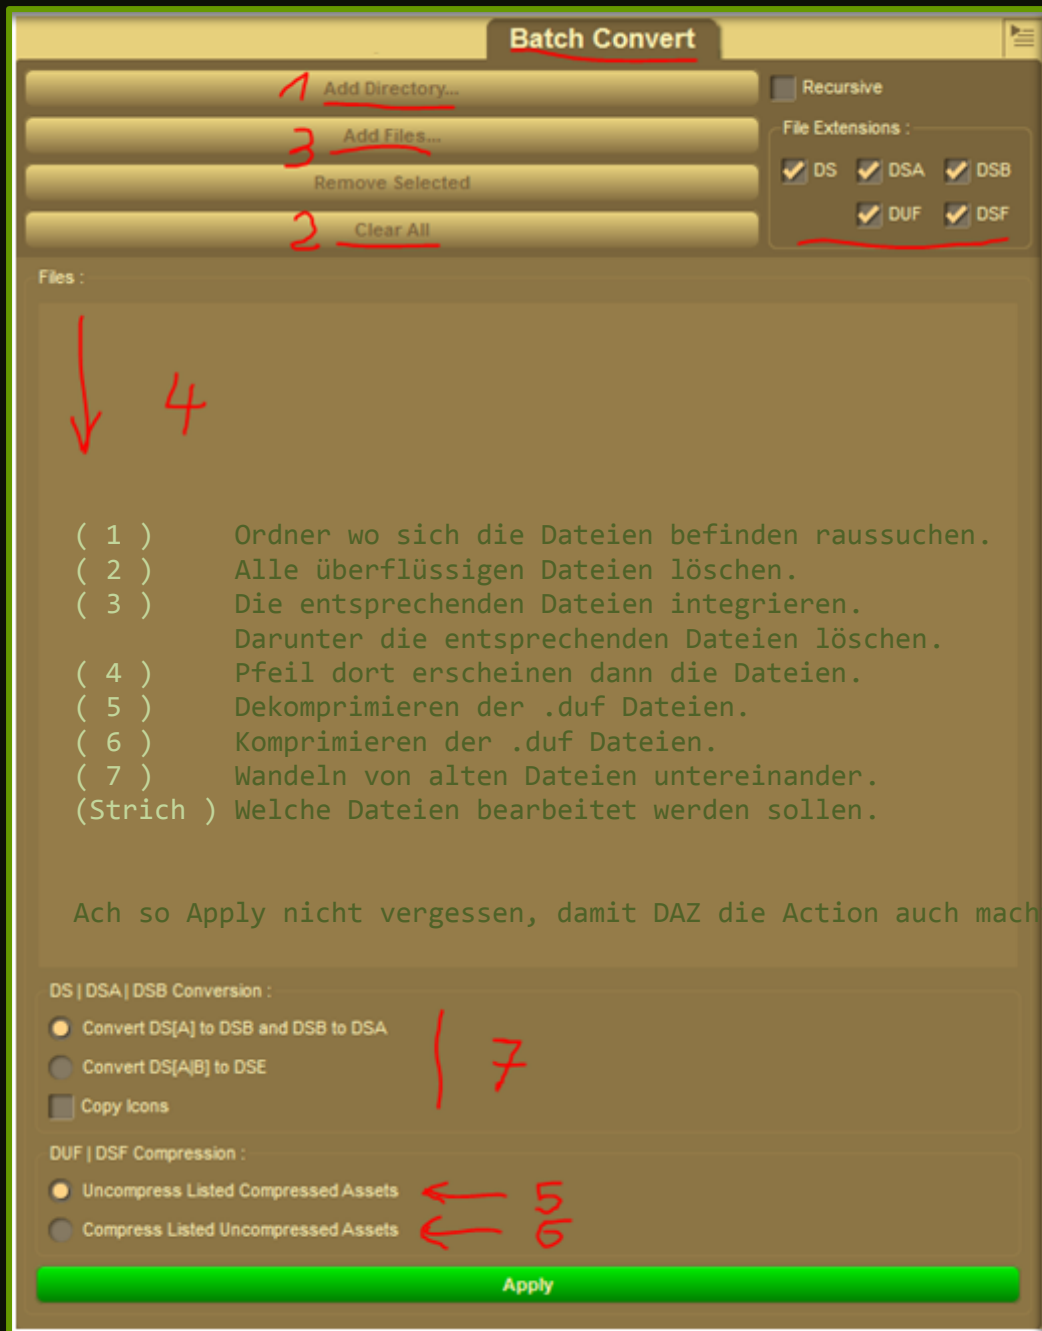 Batch Convert
1 Add Directory...
Recursive
3 Add Files...
File Extensions :
Remove Selected
DS DSA DSB
2 Clear All
DUF DSF
Files :
4
( 1 ) Ordner wo sich die Dateien befinden raussuchen.
( 2 ) Alle überflüssigen Dateien löschen.
( 3 ) Die entsprechenden Dateien integrieren.
Darunter die entsprechenden Dateien löschen.
( 4 ) Pfeil dort erscheinen dann die Dateien.
( 5 ) Dekomprimieren der .duf Dateien.
( 6 ) Komprimieren der .duf Dateien.
( 7 ) Wandeln von alten Dateien untereinander.
(Strich ) Welche Dateien bearbeitet werden sollen.
Ach so Apply nicht vergessen, damit DAZ die Action auch mach
DS | DSA | DSB Conversion :
Convert DS[A] to DSB and DSB to DSA
7
Convert DS[A|B] to DSE
Copy Icons
DUF | DSF Compression :
Uncompress Listed Compressed Assets 5
Compress Listed Uncompressed Assets 6
Apply